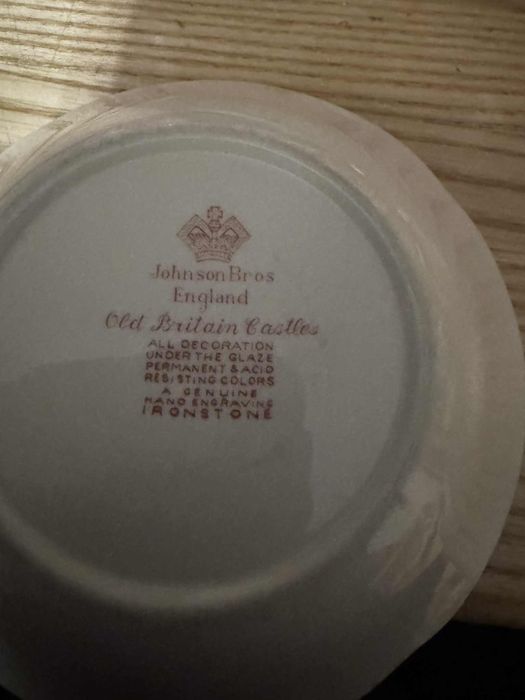 Johnson Bros
England
Old Britain Castles
ALL DECORATION
UNDER THE GLAZE
PERMANENT & ACID
RESISTING COLORS
A GENUINE
HAND ENGRAVING
IRONSTONE